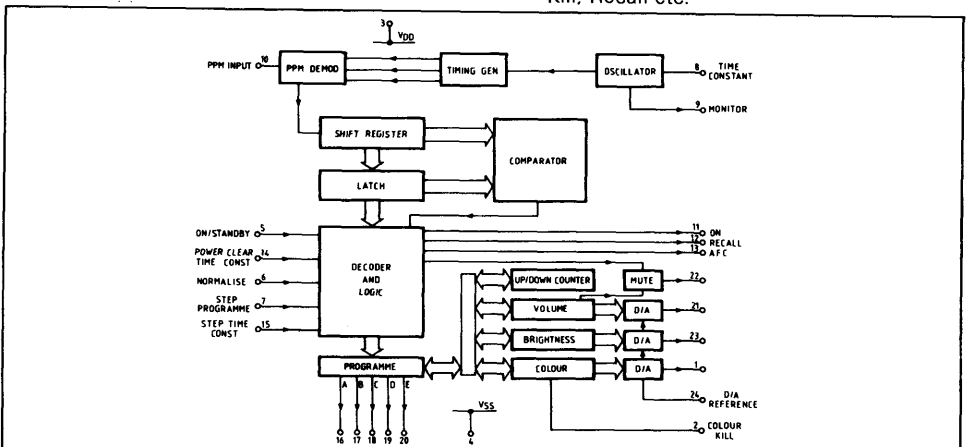 Kill, Recall etc.
3
VDD
PPM INPUT 10
PPM DEMOD
TIMING GEN
OSCILLATOR
8 TIME
CONSTANT
9 MONITOR
SHIFT REGISTER
COMPARATOR
LATCH
ON/STANDBY 5
POWER CLEAR 14
TIME CONST
NORMALISE 6
STEP 7
PROGRAMME
STEP TIME 15
CONST
DECODER
AND
LOGIC
11 ON
12 RECALL
13 AFC
UP/DOWN COUNTER
MUTE
22
VOLUME
D/A
21
BRIGHTNESS
D/A
23
PROGRAMME
COLOUR
D/A
1
A B C D E
16 17 18 19 20
VSS
4
24 D/A
REFERENCE
2 COLOUR
KILL